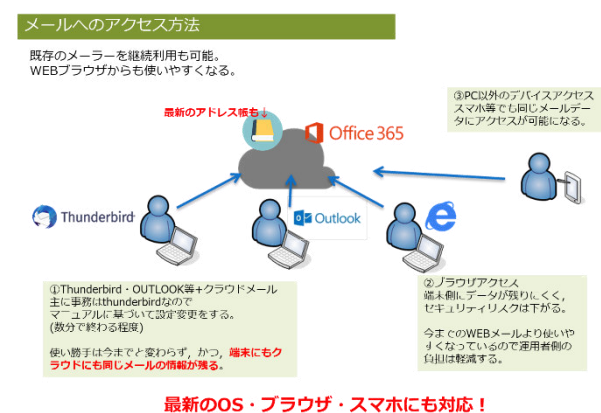 メールへのアクセス方法
既存のメーラーを継続利用も可能。
WEBブラウザからも使いやすくなる。
③PC以外のデバイスアクセス
スマホ等でも同じメールデー
タにアクセスが可能になる。
最新のアドレス帳も↓
Office 365
Thunderbird
Outlook
①Thunderbird・OUTLOOK等+クラウドメール
主に事務はthunderbirdなので
マニュアルに基づいて設定変更をする。
(数分で終わる程度)
使い勝手は今までと変わらず，かつ，端末にもク
ラウドにも同じメールの情報が残る。
②ブラウザアクセス
端末側にデータが残りにくく，
セキュリティリスクは下がる。
今までのWEBメールより使いや
すくなっているので運用者側の
負担は軽減する。
最新のOS・ブラウザ・スマホにも対応！